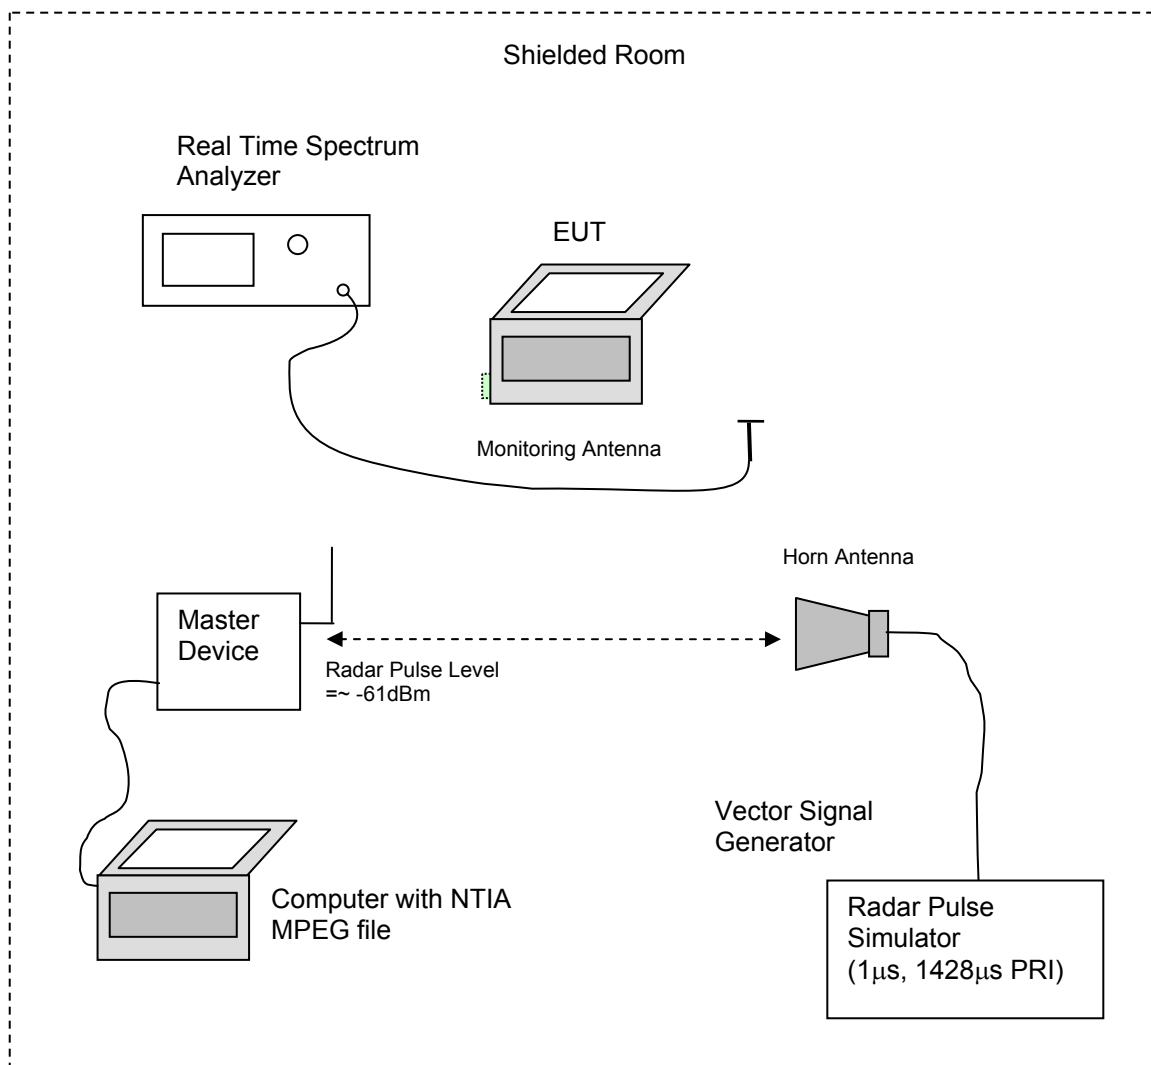 Shielded Room
Real Time Spectrum
Analyzer
EUT
Monitoring Antenna
Horn Antenna
Master
Device
Radar Pulse Level
=~ -61dBm
Vector Signal
Generator
Computer with NTIA
MPEG file
Radar Pulse
Simulator
(1μs, 1428μs PRI)